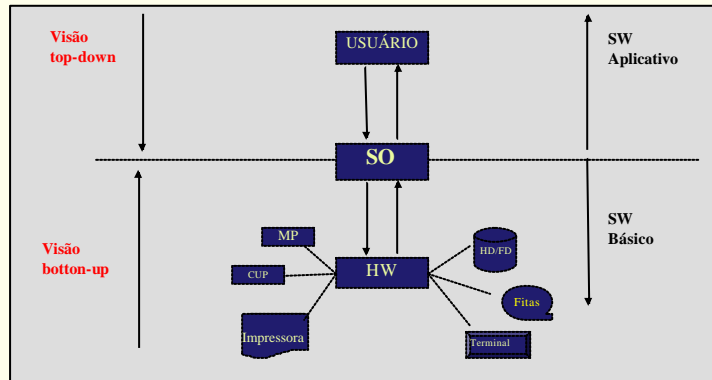 Visão
top-down
USUÁRIO
SW
Aplicativo
SO
Visão
botton-up
MP
CUP
Impressora
HW
HD/FD
Fitas
Terminal
SW
Básico